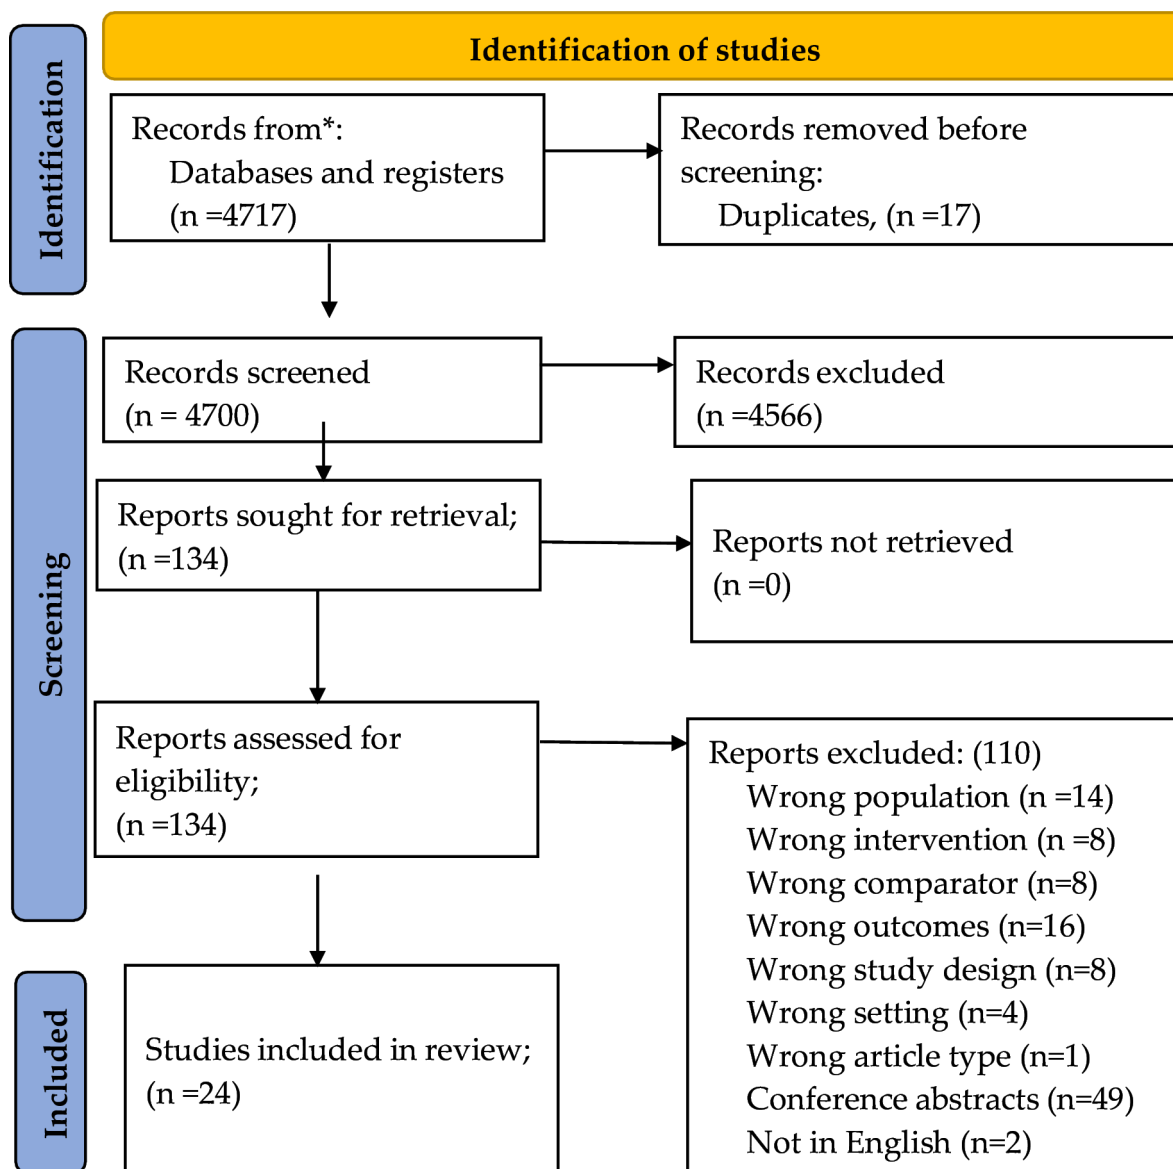 Identification of studies
Identification
Records from*:
Databases and registers
(n =4717)
Records removed before
screening:
Duplicates, (n =17)
Screening
Records screened
(n = 4700)
Records excluded
(n =4566)
Reports sought for retrieval;
(n =134)
Reports not retrieved
(n =0)
Reports assessed for
eligibility;
(n =134)
Reports excluded: (110)
Wrong population (n =14)
Wrong intervention (n =8)
Wrong comparator (n=8)
Wrong outcomes (n=16)
Wrong study design (n=8)
Wrong setting (n=4)
Wrong article type (n=1)
Conference abstracts (n=49)
Not in English (n=2)
Included
Studies included in review;
(n =24)